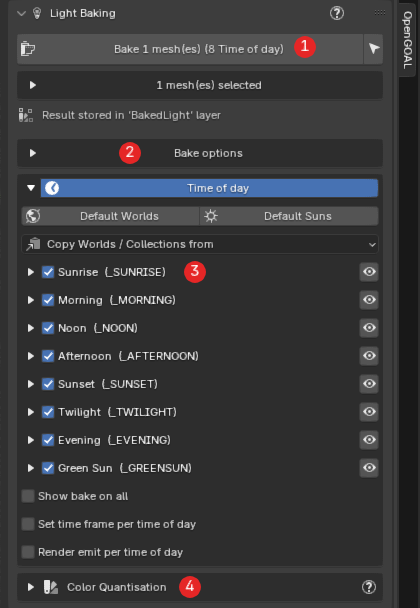 Light Baking
OpenGOAL
Bake 1 mesh(es) (8 Time of day)
1
1 mesh(es) selected
Result stored in 'BakedLight' layer
2
Bake options
Time of day
Default Worlds
Default Suns
Copy Worlds / Collections from
Sunrise (_SUNRISE)
3
Morning (_MORNING)
Noon (_NOON)
Afternoon (_AFTERNOON)
Sunset (_SUNSET)
Twilight (_TWILIGHT)
Evening (_EVENING)
Green Sun (_GREENSUN)
Show bake on all
Set time frame per time of day
Render emit per time of day
Color Quantisation
4